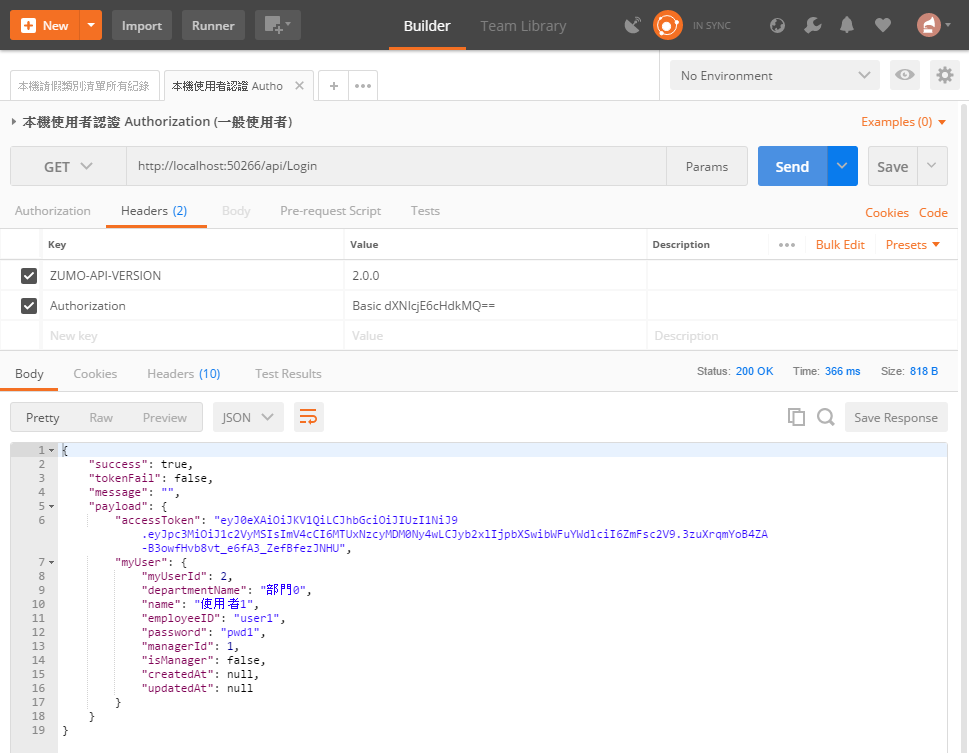 New Import Runner Builder Team Library IN SYNC
本機請假類別清單所有紀錄 本機使用者認證 Autho No Environment
本機使用者認證 Authorization (一般使用者) Examples (0)
GET http://localhost:50266/api/Login Params Send Save
Authorization Headers (2) Body Pre-request Script Tests Cookies Code
Key Value Description Bulk Edit Presets
ZUMO-API-VERSION 2.0.0
Authorization Basic dXNlcjE6cHdkMQ==
New key Value Description
Body Cookies Headers (10) Test Results Status: 200 OK Time: 366 ms Size: 818 B
Pretty Raw Preview JSON Save Response
1 {
2 "success": true,
3 "tokenFail": false,
4 "message": "",
5 "payload": {
6 "accessToken": "eyJ0eXAiOiJKV1QiLCJhbGciOiJIUzI1NiJ9
.eyJpc3MiOiJ1c2VyMSIsImV4cCI6MTUxNzcyMDM0Ny4wLCJyb2xlIjpbXSwibWFuYWdlciI6ZmFsc2V9.3zuXrqmYoB4ZA
-B3owfHvb8vt_e6fA3_ZefBfezJNHU",
7 "myUser": {
8 "myUserId": 2,
9 "departmentName": "部門0",
10 "name": "使用者1",
11 "employeeID": "user1",
12 "password": "pwd1",
13 "managerId": 1,
14 "isManager": false,
15 "createdAt": null,
16 "updatedAt": null
17 }
18 }
19 }